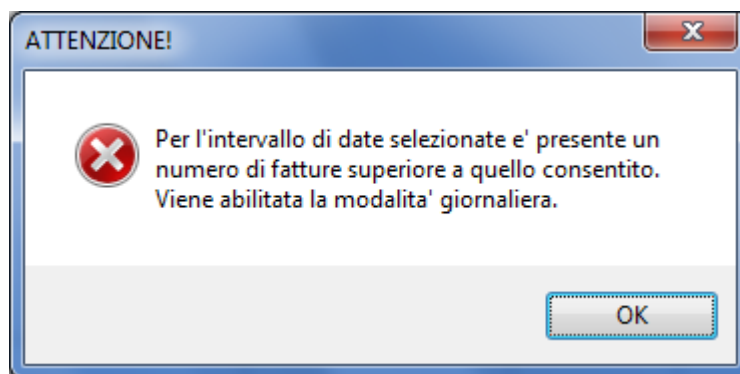 ATTENZIONE!
Per l'intervallo di date selezionate e' presente un
numero di fatture superiore a quello consentito.
Viene abilitata la modalita' giornaliera.
OK